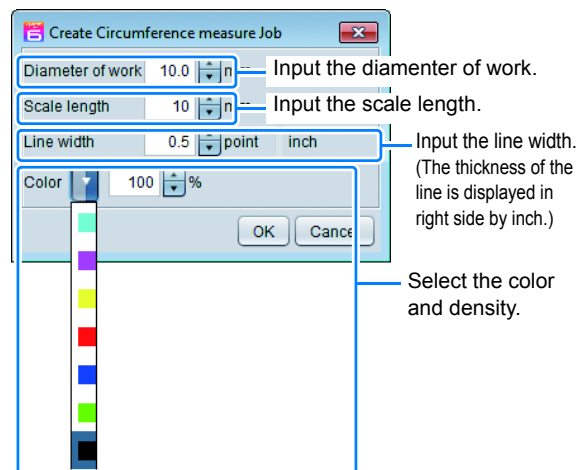 Create Circumference measure Job
Diameter of work 10.0
Input the diamenter of work.
Scale length 10
Input the scale length.
Line width 0.5 point inch
Input the line width.
(The thickness of the
line is displayed in
right side by inch.)
Color 100 %
OK Cancel
Select the color
and density.